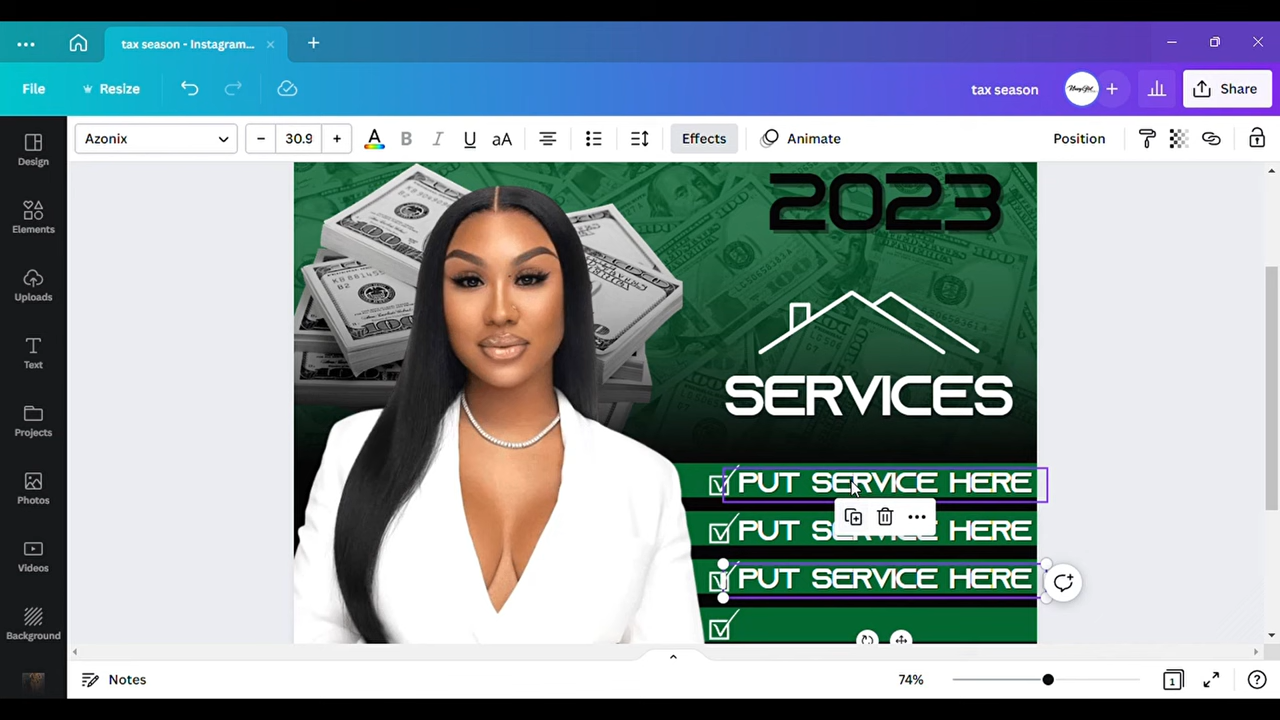 tax season - Instagram...
File
Resize
tax season
Share
Azonix
30.9
A
B
I
U
aA
Effects
Animate
Position
Design
Elements
Uploads
Text
Projects
Photos
Videos
Background
2023
SERVICES
PUT SERVICE HERE
PUT SERVICE HERE
PUT SERVICE HERE
Notes
74%
1